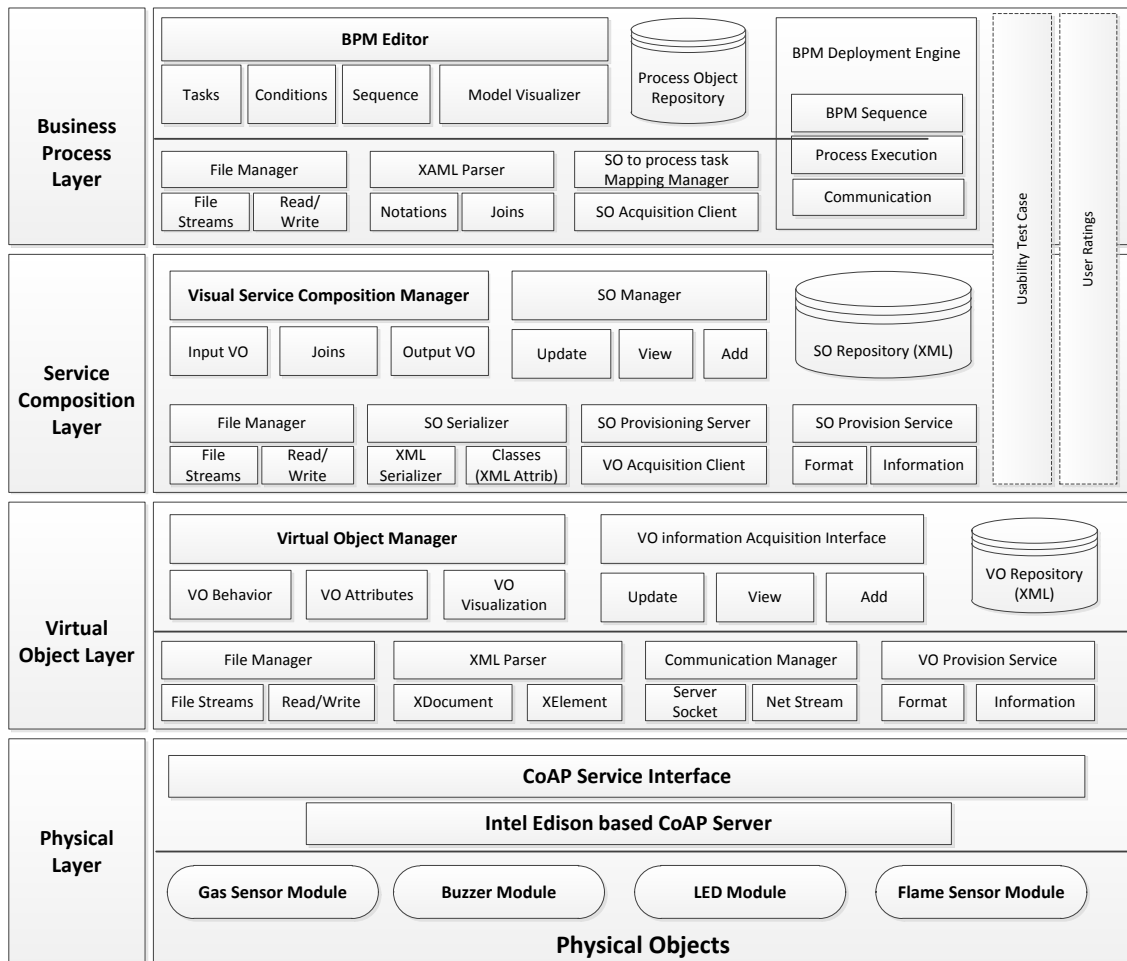 Business
Process
Layer
BPM Editor
Tasks
Conditions
Sequence
Model Visualizer
Process Object
Repository
BPM Deployment Engine
BPM Sequence
Process Execution
Communication
File Manager
File
Streams
Read/
Write
XAML Parser
Notations
Joins
SO to process task
Mapping Manager
SO Acquisition Client
Usability Test Case
User Ratings
Service
Composition
Layer
Visual Service Composition Manager
Input VO
Joins
Output VO
SO Manager
Update
View
Add
SO Repository (XML)
File Manager
File
Streams
Read/
Write
SO Serializer
XML
Serializer
Classes
(XML Attrib)
SO Provisioning Server
VO Acquisition Client
SO Provision Service
Format
Information
Virtual
Object Layer
Virtual Object Manager
VO Behavior
VO Attributes
VO
Visualization
VO information Acquisition Interface
Update
View
Add
VO Repository
(XML)
File Manager
File Streams
Read/Write
XML Parser
XDocument
XElement
Communication Manager
Server
Socket
Net Stream
VO Provision Service
Format
Information
Physical
Layer
CoAP Service Interface
Intel Edison based CoAP Server
Gas Sensor Module
Buzzer Module
LED Module
Flame Sensor Module
Physical Objects